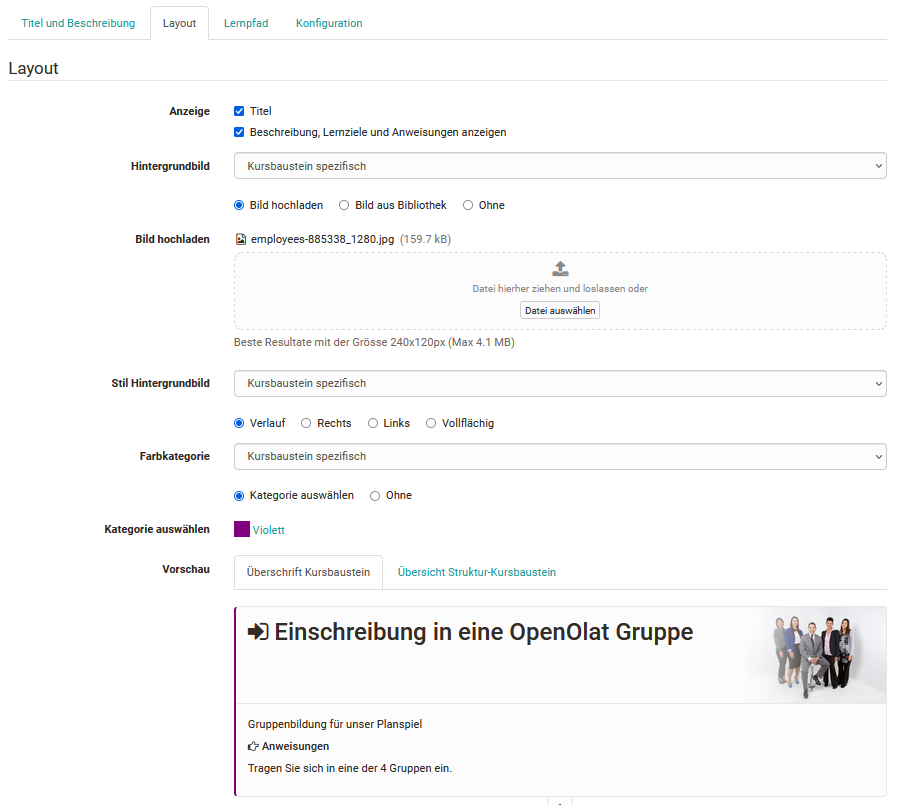 Titel und Beschreibung Layout Lernpfad Konfiguration
Layout
Anzeige Titel
Beschreibung, Lernziele und Anweisungen anzeigen
Hintergrundbild Kursbaustein spezifisch
Bild hochladen Bild aus Bibliothek Ohne
Bild hochladen employees-885338_1280.jpg (159.7 kB)
Datei hierher ziehen und loslassen oder
Datei auswählen
Beste Resultate mit der Grösse 240x120px (Max 4.1 MB)
Stil Hintergrundbild Kursbaustein spezifisch
Verlauf Rechts Links Vollflächig
Farbkategorie Kursbaustein spezifisch
Kategorie auswählen Ohne
Kategorie auswählen Violett
Vorschau Überschrift Kursbaustein Übersicht Struktur-Kursbaustein
Einschreibung in eine OpenOlat Gruppe
Gruppenbildung für unser Planspiel
Anweisungen
Tragen Sie sich in eine der 4 Gruppen ein.